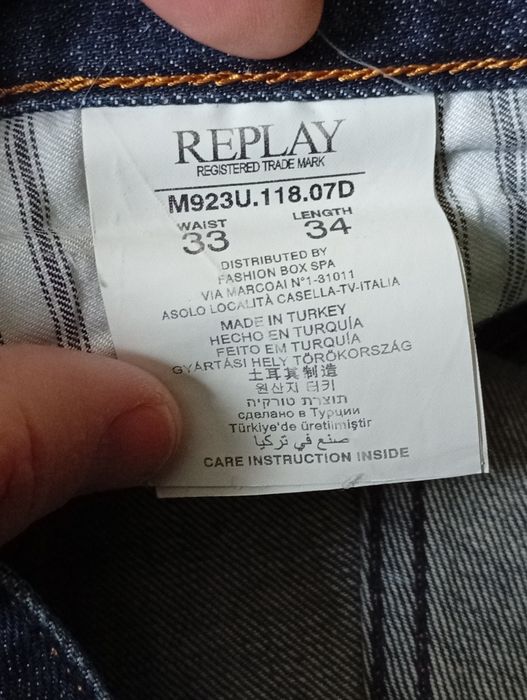 REPLAY
REGISTERED TRADE MARK
M923U.118.07D
WAIST LENGTH
33 34
DISTRIBUTED BY
FASHION BOX SPA
VIA MARCOAI N°1-31011
ASOLO LOCALITÀ CASELLA-TV-ITALIA
MADE IN TURKEY
HECHO EN TURQUÍA
FEITO EM TURQUÍA
GYÁRTÁSI HELY TÖRÖKORSZÁG
土耳其制造
원산지 터키
תוצרת טורקיה
сделано в Турции
Türkiye'de üretilmiştir
صنع في تركيا
CARE INSTRUCTION INSIDE